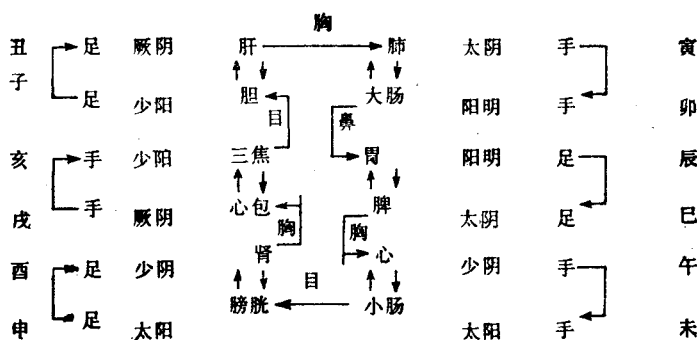 胸
丑 足 厥阴 肝 肺 太阴 手 寅
子 足 少阳 胆 大肠 阳明 手 卯
目 鼻
亥 手 少阳 三焦 胃 阳明 足 辰
戌 手 厥阴 心包 脾 太阴 足 巳
胸 胸
酉 足 少阴 肾 心 少阴 手 午
目
申 足 太阳 膀胱 小肠 太阳 手 未